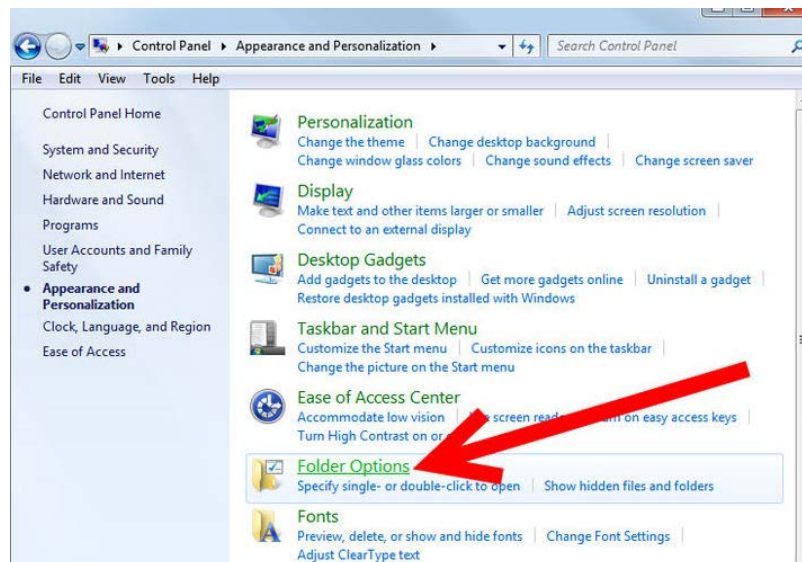 Control Panel ▸ Appearance and Personalization ▸
Search Control Panel
File Edit View Tools Help
Control Panel Home
System and Security
Network and Internet
Hardware and Sound
Programs
User Accounts and Family
Safety
Appearance and
Personalization
Clock, Language, and Region
Ease of Access
Personalization
Change the theme | Change desktop background |
Change window glass colors | Change sound effects | Change screen saver
Display
Make text and other items larger or smaller | Adjust screen resolution |
Connect to an external display
Desktop Gadgets
Add gadgets to the desktop | Get more gadgets online | Uninstall a gadget |
Restore desktop gadgets installed with Windows
Taskbar and Start Menu
Customize the Start menu | Customize icons on the taskbar |
Change the picture on the Start menu
Ease of Access Center
Accommodate low vision | screen on easy access keys |
Turn High Contrast on or
Folder Options
Specify single- or double-click to open | Show hidden files and folders
Fonts
Preview, delete, or show and hide fonts | Change Font Settings |
Adjust ClearType text